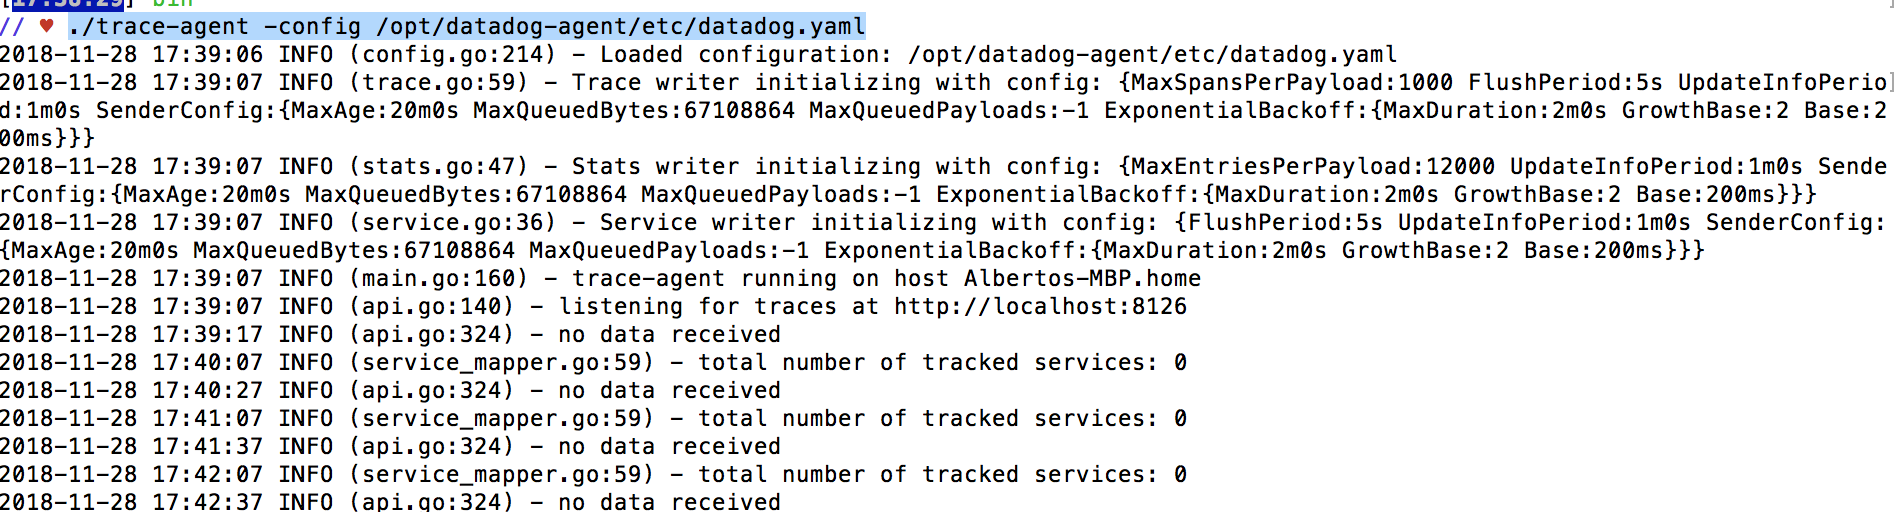 [17:38:29] bin
// ♥ ./trace-agent -config /opt/datadog-agent/etc/datadog.yaml
2018-11-28 17:39:06 INFO (config.go:214) - Loaded configuration: /opt/datadog-agent/etc/datadog.yaml
2018-11-28 17:39:07 INFO (trace.go:59) - Trace writer initializing with config: {MaxSpansPerPayload:1000 FlushPeriod:5s UpdateInfoPerio
d:1m0s SenderConfig:{MaxAge:20m0s MaxQueuedBytes:67108864 MaxQueuedPayloads:-1 ExponentialBackoff:{MaxDuration:2m0s GrowthBase:2 Base:2
00ms}}}
2018-11-28 17:39:07 INFO (stats.go:47) - Stats writer initializing with config: {MaxEntriesPerPayload:12000 UpdateInfoPeriod:1m0s Sende
rConfig:{MaxAge:20m0s MaxQueuedBytes:67108864 MaxQueuedPayloads:-1 ExponentialBackoff:{MaxDuration:2m0s GrowthBase:2 Base:200ms}}}
2018-11-28 17:39:07 INFO (service.go:36) - Service writer initializing with config: {FlushPeriod:5s UpdateInfoPeriod:1m0s SenderConfig:
{MaxAge:20m0s MaxQueuedBytes:67108864 MaxQueuedPayloads:-1 ExponentialBackoff:{MaxDuration:2m0s GrowthBase:2 Base:200ms}}}
2018-11-28 17:39:07 INFO (main.go:160) - trace-agent running on host Albertos-MBP.home
2018-11-28 17:39:07 INFO (api.go:140) - listening for traces at http://localhost:8126
2018-11-28 17:39:17 INFO (api.go:324) - no data received
2018-11-28 17:40:07 INFO (service_mapper.go:59) - total number of tracked services: 0
2018-11-28 17:40:27 INFO (api.go:324) - no data received
2018-11-28 17:41:07 INFO (service_mapper.go:59) - total number of tracked services: 0
2018-11-28 17:41:37 INFO (api.go:324) - no data received
2018-11-28 17:42:07 INFO (service_mapper.go:59) - total number of tracked services: 0
2018-11-28 17:42:37 INFO (api.go:324) - no data received